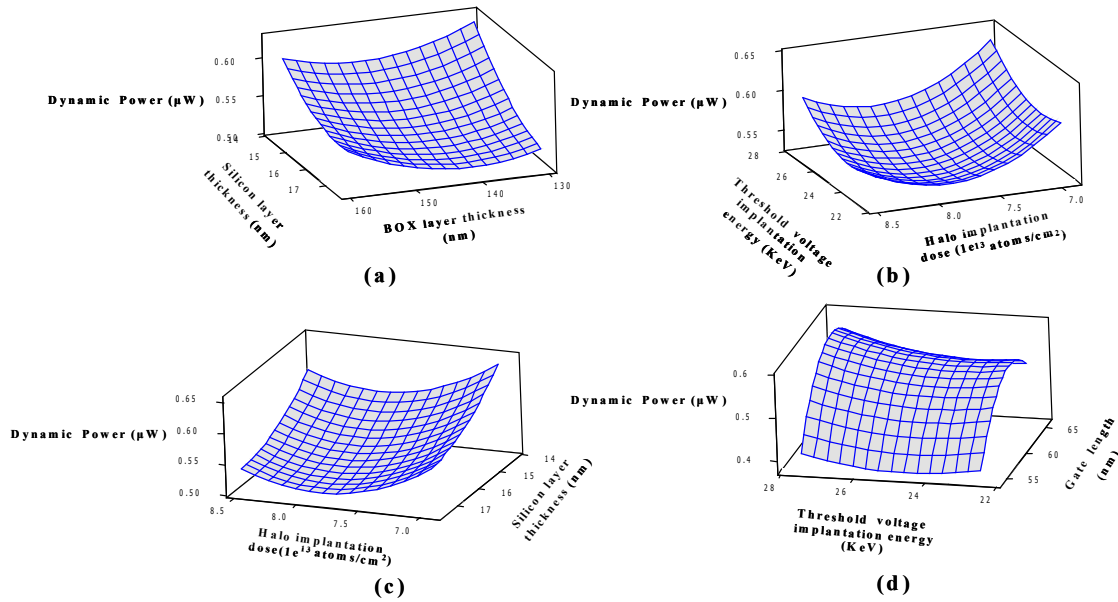 0.60
Dynamic Power (µW)
0.55
0.50
14
15
16
17
Silicon layer
thickness (nm)
160
150
140
130
BOX layer thickness
(nm)
(a)
0.65
0.60
Dynamic Power (µW)
0.55
28
26
24
22
Threshold voltage
implantation
energy (KeV)
8.5
8.0
7.5
7.0
Halo implantation
dose (1e13 atoms/cm2)
(b)
0.65
0.60
Dynamic Power (µW)
0.55
0.50
8.5
8.0
7.5
7.0
Halo implantation
dose(1e13 atoms/cm2)
14
15
16
17
Silicon layer
thickness (nm)
(c)
0.6
Dynamic Power (µW)
0.5
0.4
28
26
24
22
Threshold voltage
implantation energy
(KeV)
65
60
55
Gate length
(nm)
(d)